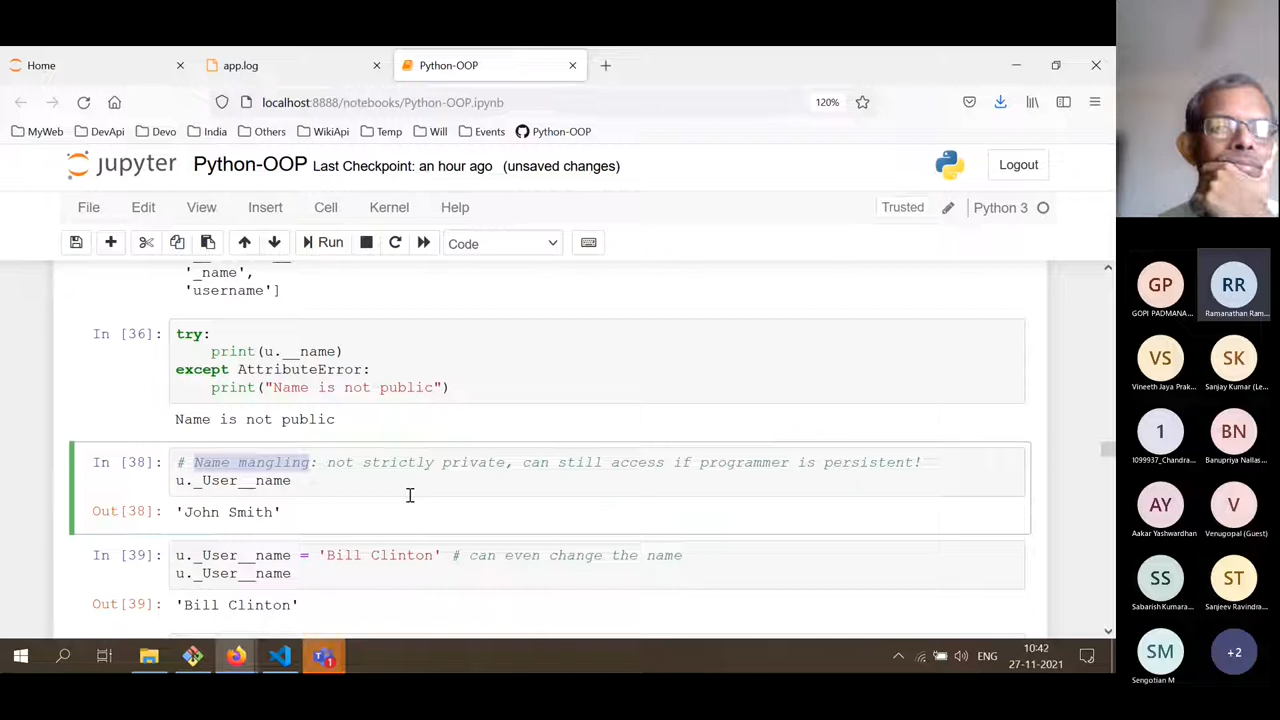 Home
app.log
Python-OOP
localhost:8888/notebooks/Python-OOP.ipynb
120%
MyWeb
DevApi
Devo
India
Others
WikiApi
Temp
Will
Events
Python-OOP
jupyter
Python-OOP Last Checkpoint: an hour ago (unsaved changes)
Logout
File
Edit
View
Insert
Cell
Kernel
Help
Trusted
Python 3
Run
Code
'_name',
'username']
In [36]:
try:
print(u.__name)
except AttributeError:
print("Name is not public")
Name is not public
In [38]:
# Name mangling: not strictly private, can still access if programmer is persistent!
u._User__name
Out[38]:
'John Smith'
In [39]:
u._User__name = 'Bill Clinton' # can even change the name
u._User__name
Out[39]:
'Bill Clinton'
ENG
10:42
27-11-2021
GP
GOPI PADMANA...
RR
Ramanathan Ram...
VS
Vineeth Jaya Prak...
SK
Sanjay Kumar (Le...
1
1099937_Chandra...
BN
Banupriya Nallas...
AY
Aakar Yashwardhan
V
Venugopal (Guest)
SS
Sabarish Kumara...
ST
Sanjeev Ravindra...
SM
Sengotian M
+2